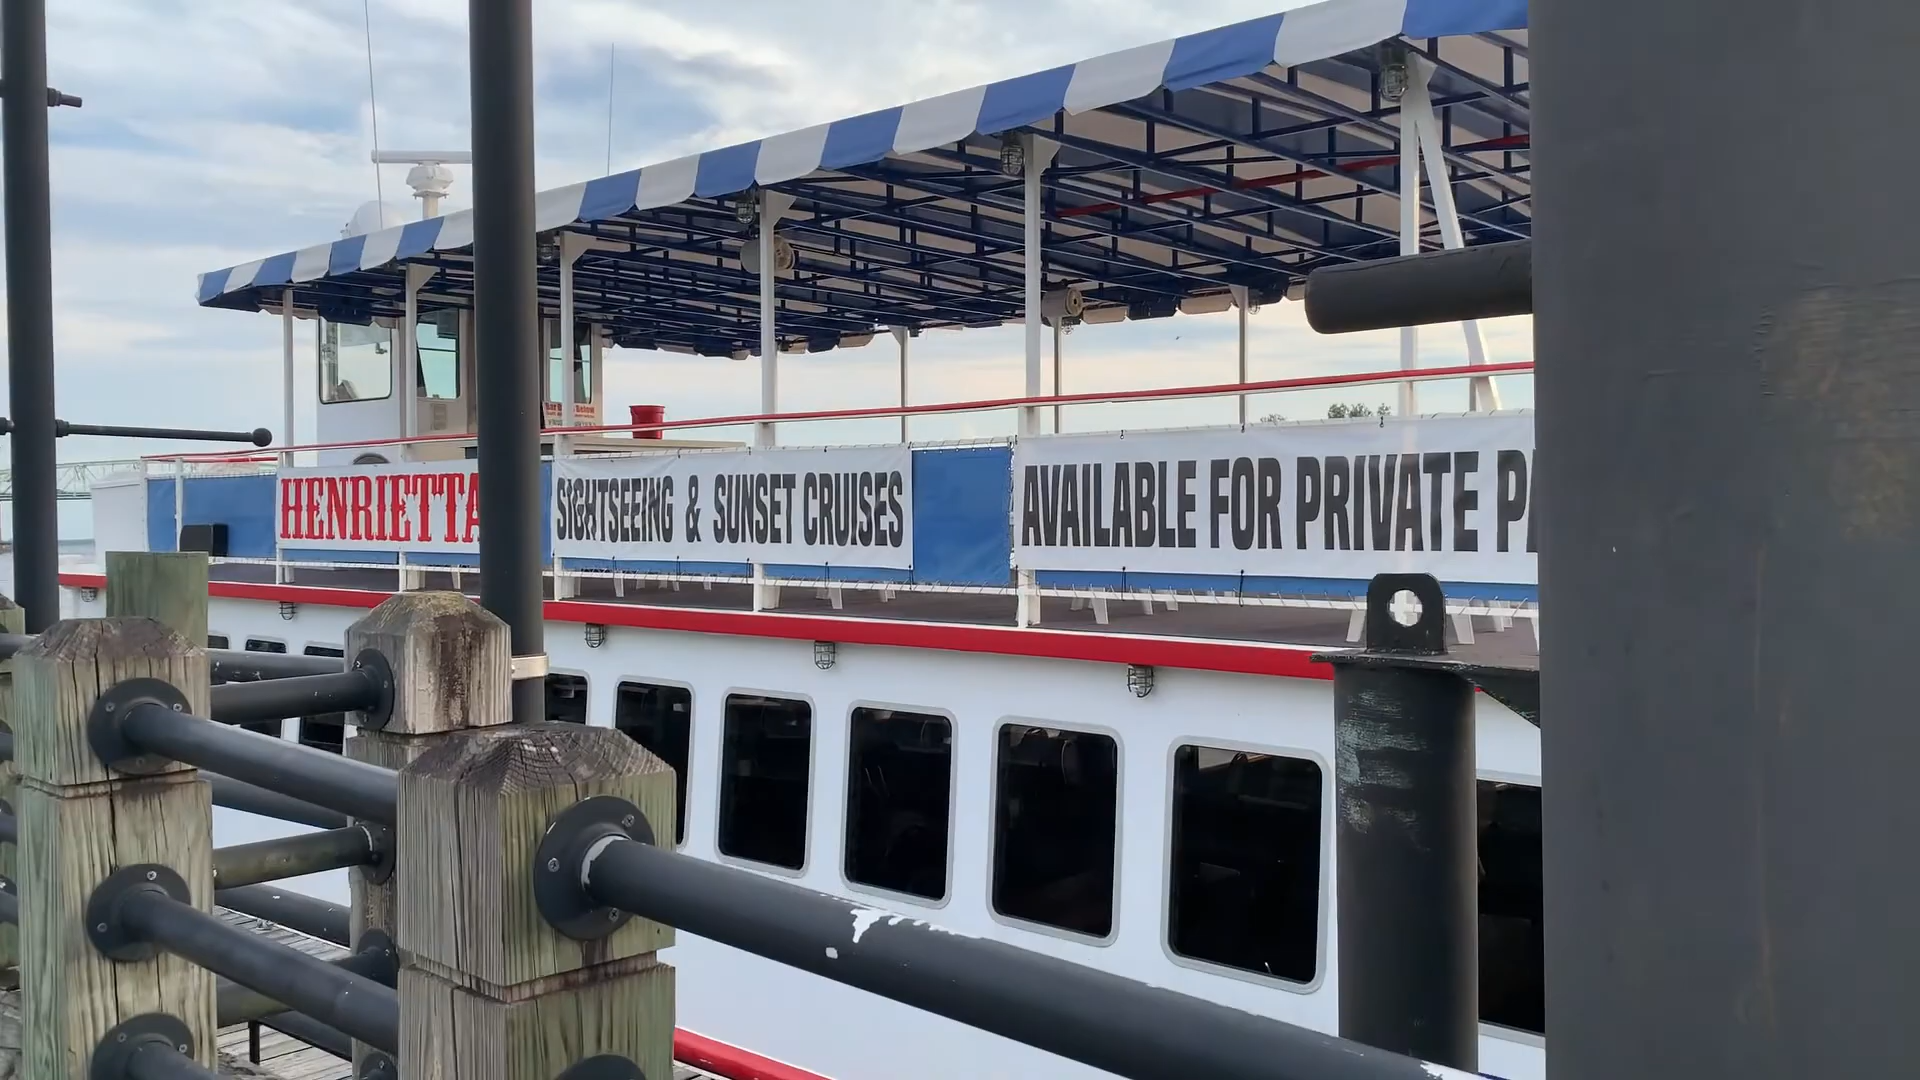 HENRIETTA
SIGHTSEEING & SUNSET CRUISES
AVAILABLE FOR PRIVATE P